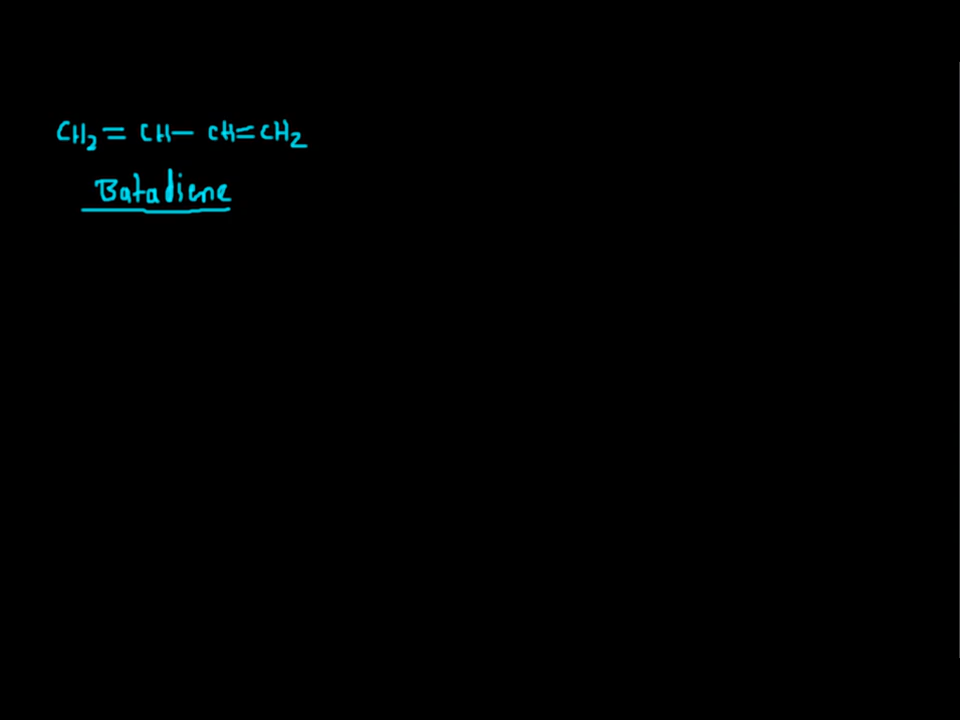 CH₂ = CH — CH = CH₂
Batadiene